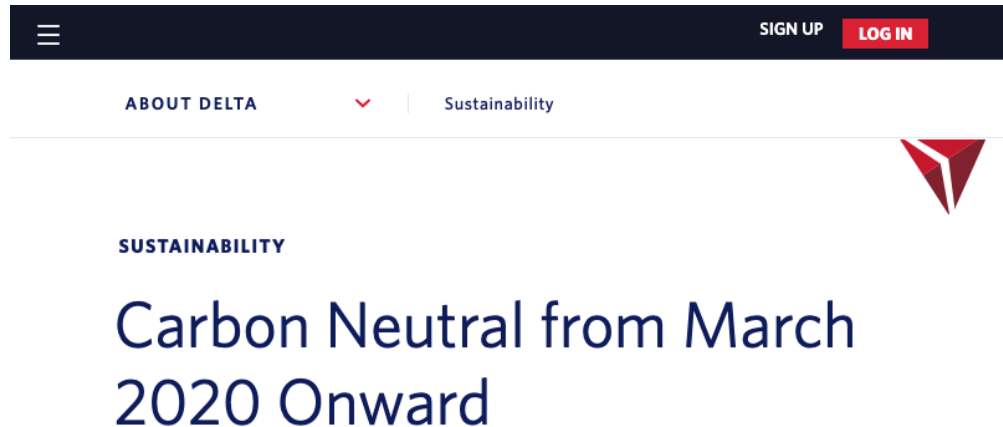 SIGN UP LOG IN
ABOUT DELTA Sustainability
SUSTAINABILITY
Carbon Neutral from March
2020 Onward